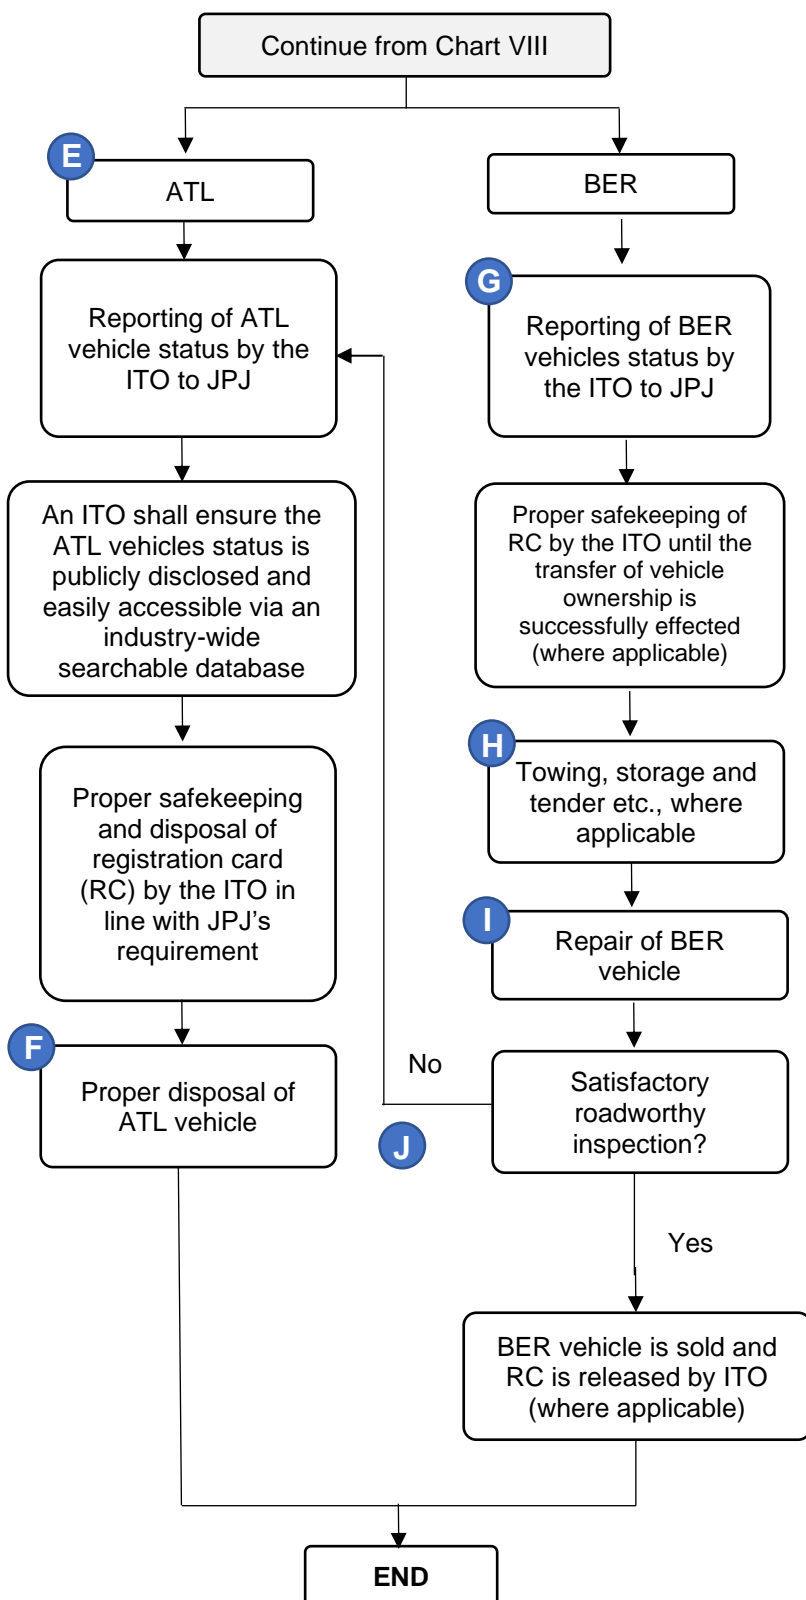 Continue from Chart VIII
E
ATL
Reporting of ATL
vehicle status by the
ITO to JPJ
An ITO shall ensure the
ATL vehicles status is
publicly disclosed and
easily accessible via an
industry-wide
searchable database
Proper safekeeping
and disposal of
registration card
(RC) by the ITO in
line with JPJ's
requirement
F
Proper disposal of
ATL vehicle
BER
G
Reporting of BER
vehicles status by
the ITO to JPJ
Proper safekeeping of
RC by the ITO until the
transfer of vehicle
ownership is
successfully effected
(where applicable)
H
Towing, storage and
tender etc., where
applicable
I
Repair of BER
vehicle
Satisfactory
roadworthy
inspection?
No
J
Yes
BER vehicle is sold and
RC is released by ITO
(where applicable)
END